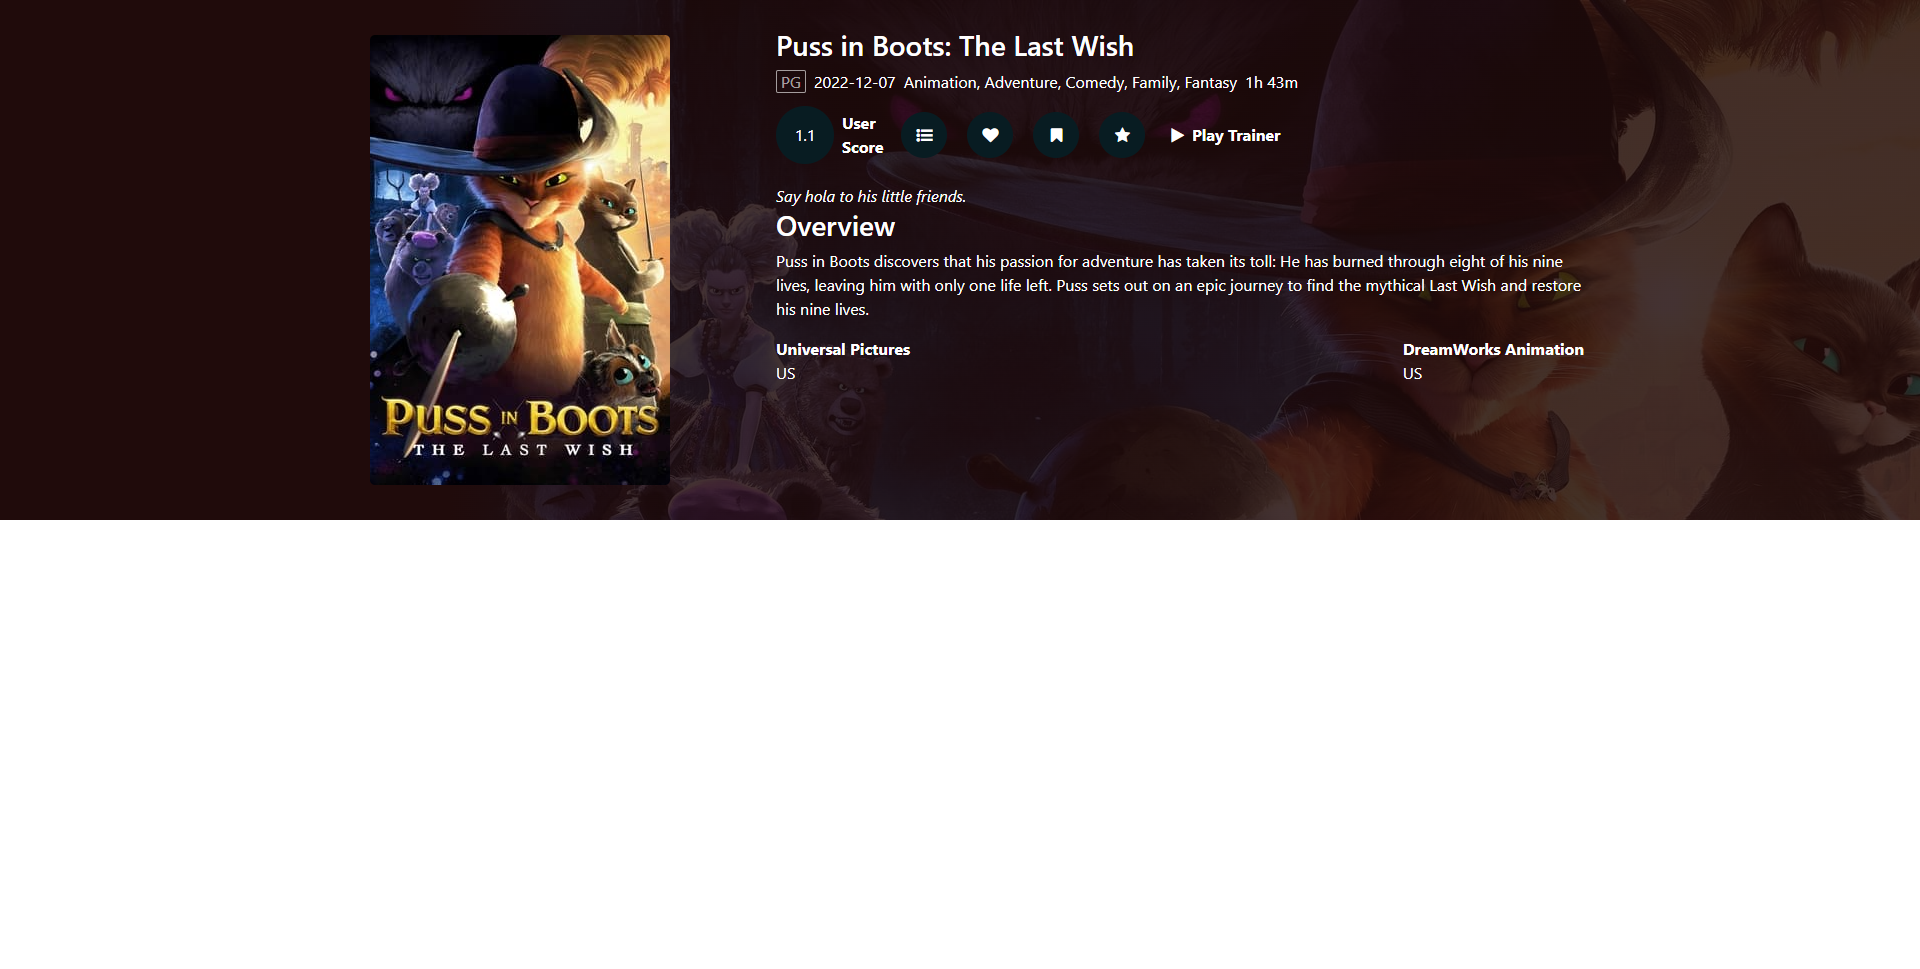 PUSS IN BOOTS
THE LAST WISH
Puss in Boots: The Last Wish
PG 2022-12-07 Animation, Adventure, Comedy, Family, Fantasy 1h 43m
1.1
User
Score
Play Trainer
Say hola to his little friends.
Overview
Puss in Boots discovers that his passion for adventure has taken its toll: He has burned through eight of his nine
lives, leaving him with only one life left. Puss sets out on an epic journey to find the mythical Last Wish and restore
his nine lives.
Universal Pictures
US
DreamWorks Animation
US